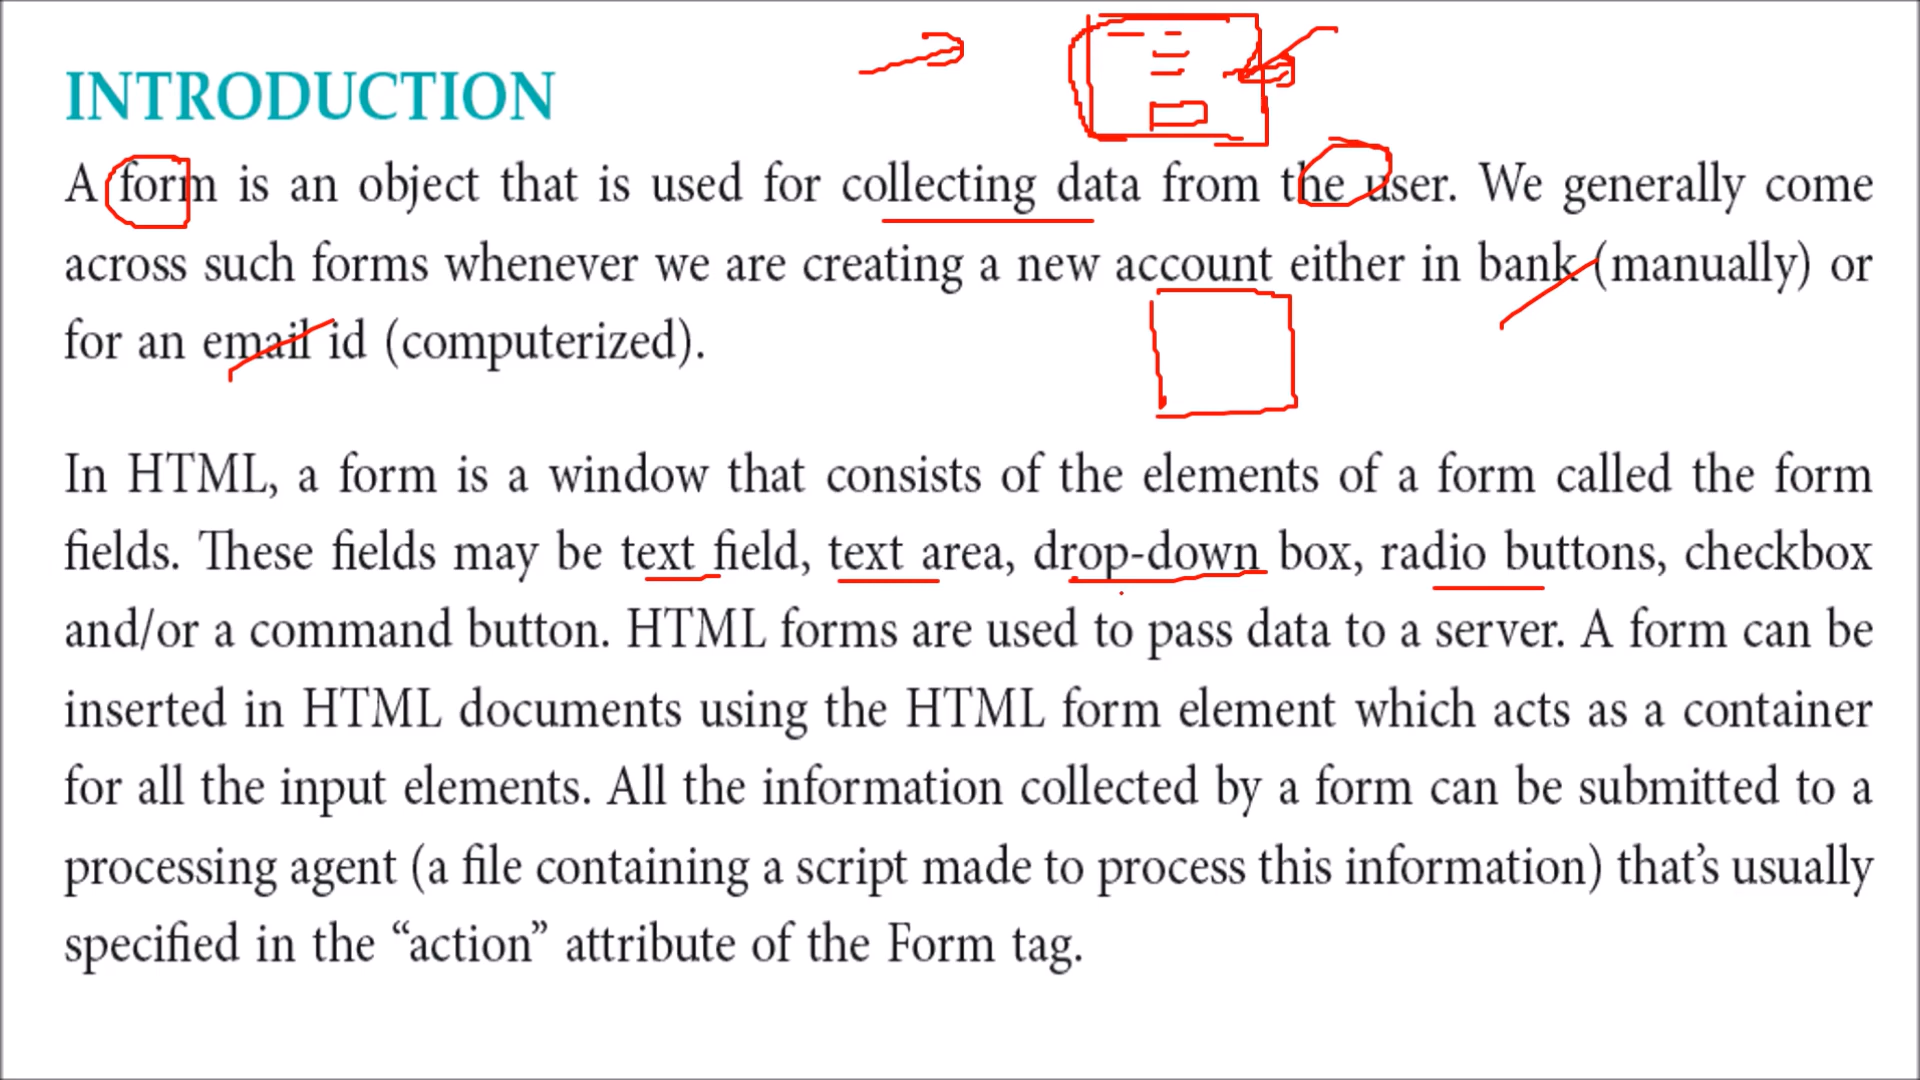 INTRODUCTION
A form is an object that is used for collecting data from the user. We generally come
across such forms whenever we are creating a new account either in bank (manually) or
for an email id (computerized).
In HTML, a form is a window that consists of the elements of a form called the form
fields. These fields may be text field, text area, drop-down box, radio buttons, checkbox
and/or a command button. HTML forms are used to pass data to a server. A form can be
inserted in HTML documents using the HTML form element which acts as a container
for all the input elements. All the information collected by a form can be submitted to a
processing agent (a file containing a script made to process this information) that’s usually
specified in the “action” attribute of the Form tag.